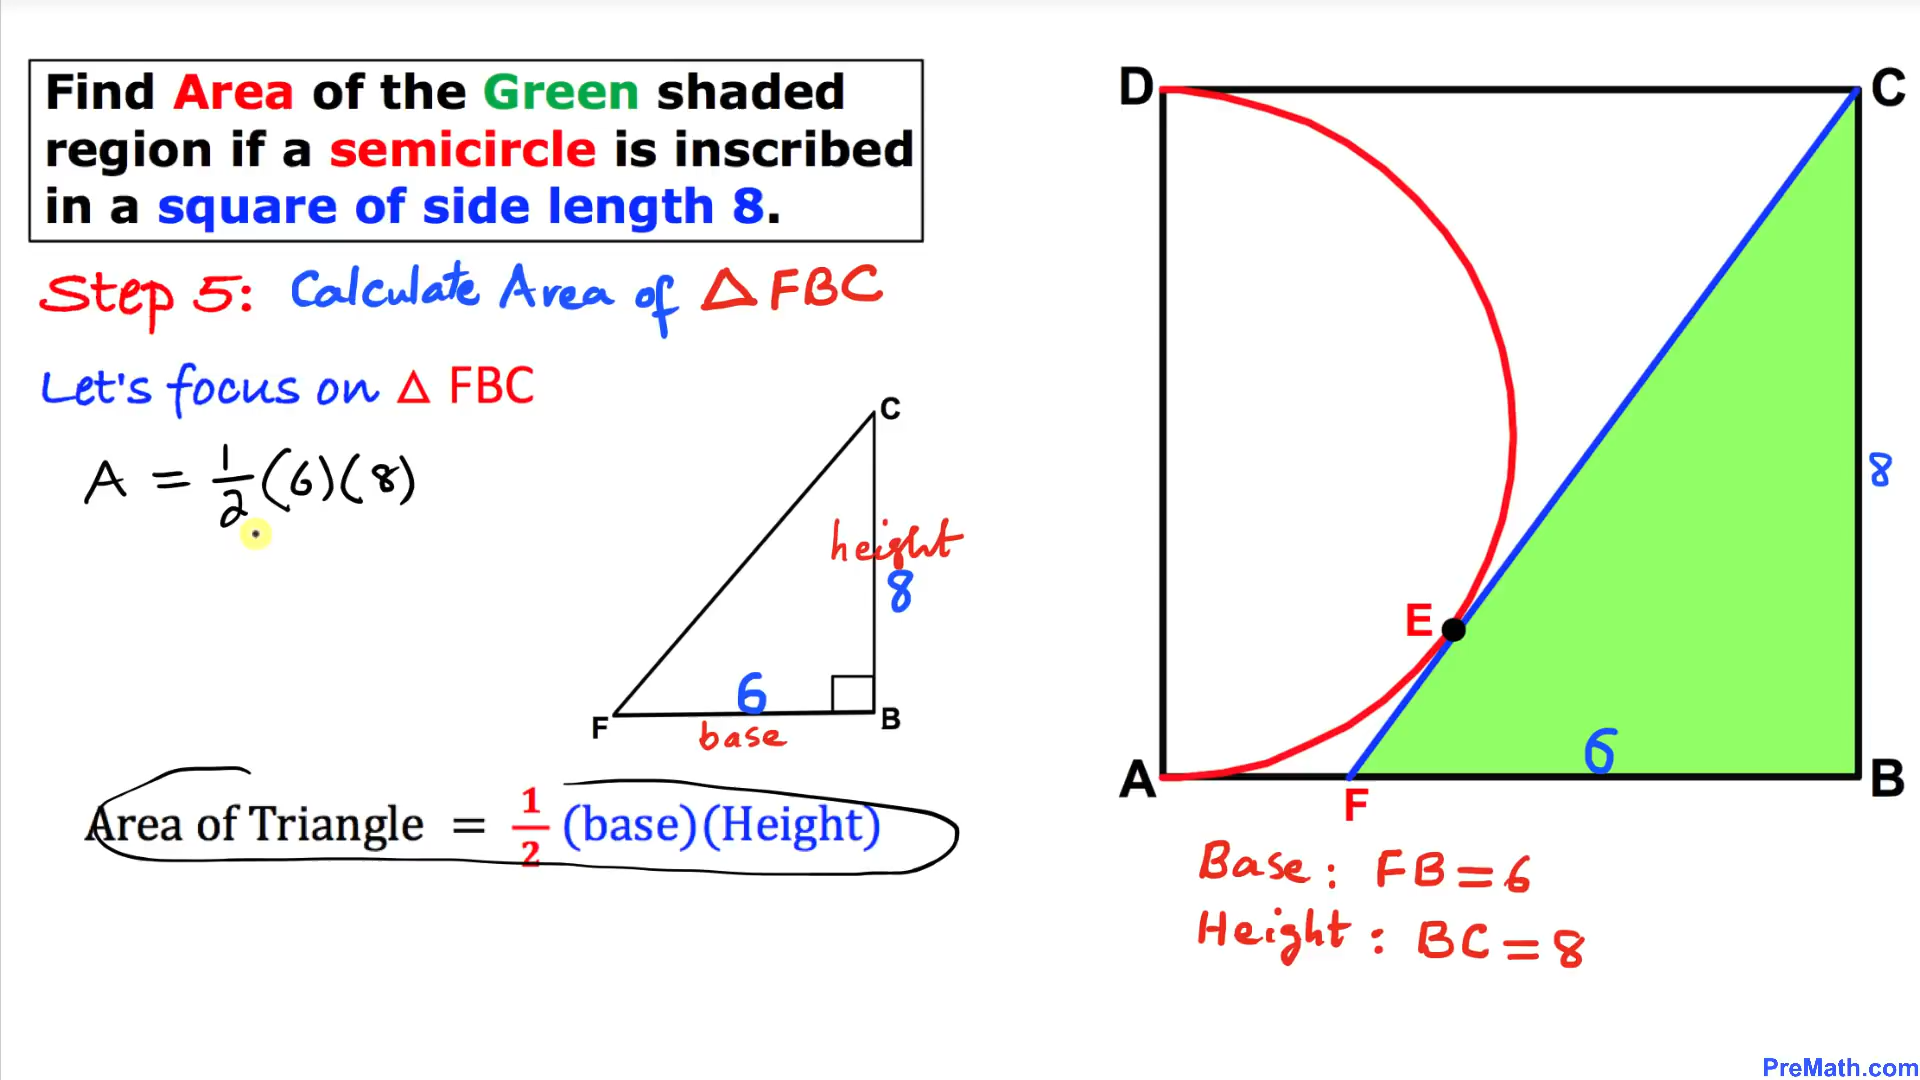 Find Area of the Green shaded
region if a semicircle is inscribed
in a square of side length 8.
Step 5: Calculate Area of △ FBC
Let's focus on △ FBC
A = 1/2 (6)(8)
C
height
8
6
F
B
base
Area of Triangle = 1/2 (base)(Height)
D
C
8
E
6
A
B
F
Base: FB = 6
Height: BC = 8
PreMath.com